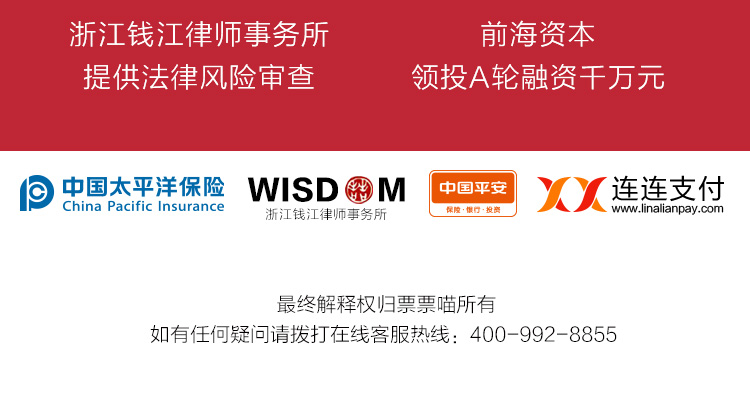 浙江钱江律师事务所
提供法律风险审查
前海资本
领投A轮融资千万元
中国太平洋保险
China Pacific Insurance
WISDOM
浙江钱江律师事务所
中国平安
保险·银行·投资
连连支付
www.linalianpay.com
最终解释权归票票喵所有
如有任何疑问请拨打在线客服热线：400-992-8855